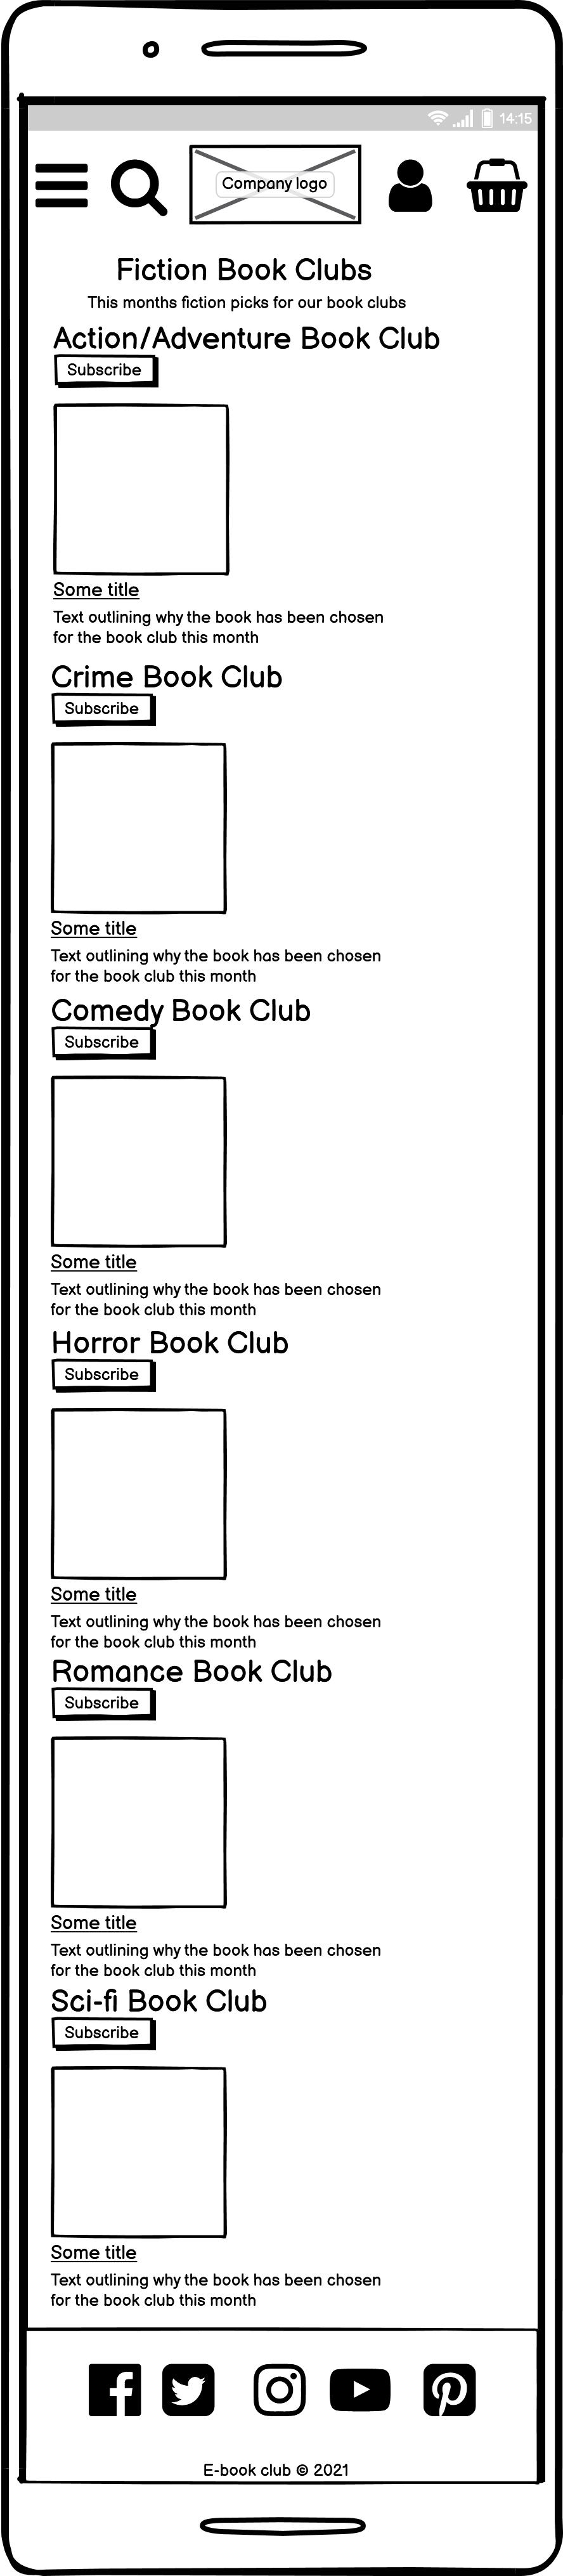 14:15
Company logo
Fiction Book Clubs
This months fiction picks for our book clubs
Action/Adventure Book Club
Subscribe
Some title
Text outlining why the book has been chosen
for the book club this month
Crime Book Club
Subscribe
Some title
Text outlining why the book has been chosen
for the book club this month
Comedy Book Club
Subscribe
Some title
Text outlining why the book has been chosen
for the book club this month
Horror Book Club
Subscribe
Some title
Text outlining why the book has been chosen
for the book club this month
Romance Book Club
Subscribe
Some title
Text outlining why the book has been chosen
for the book club this month
Sci-fi Book Club
Subscribe
Some title
Text outlining why the book has been chosen
for the book club this month
E-book club © 2021